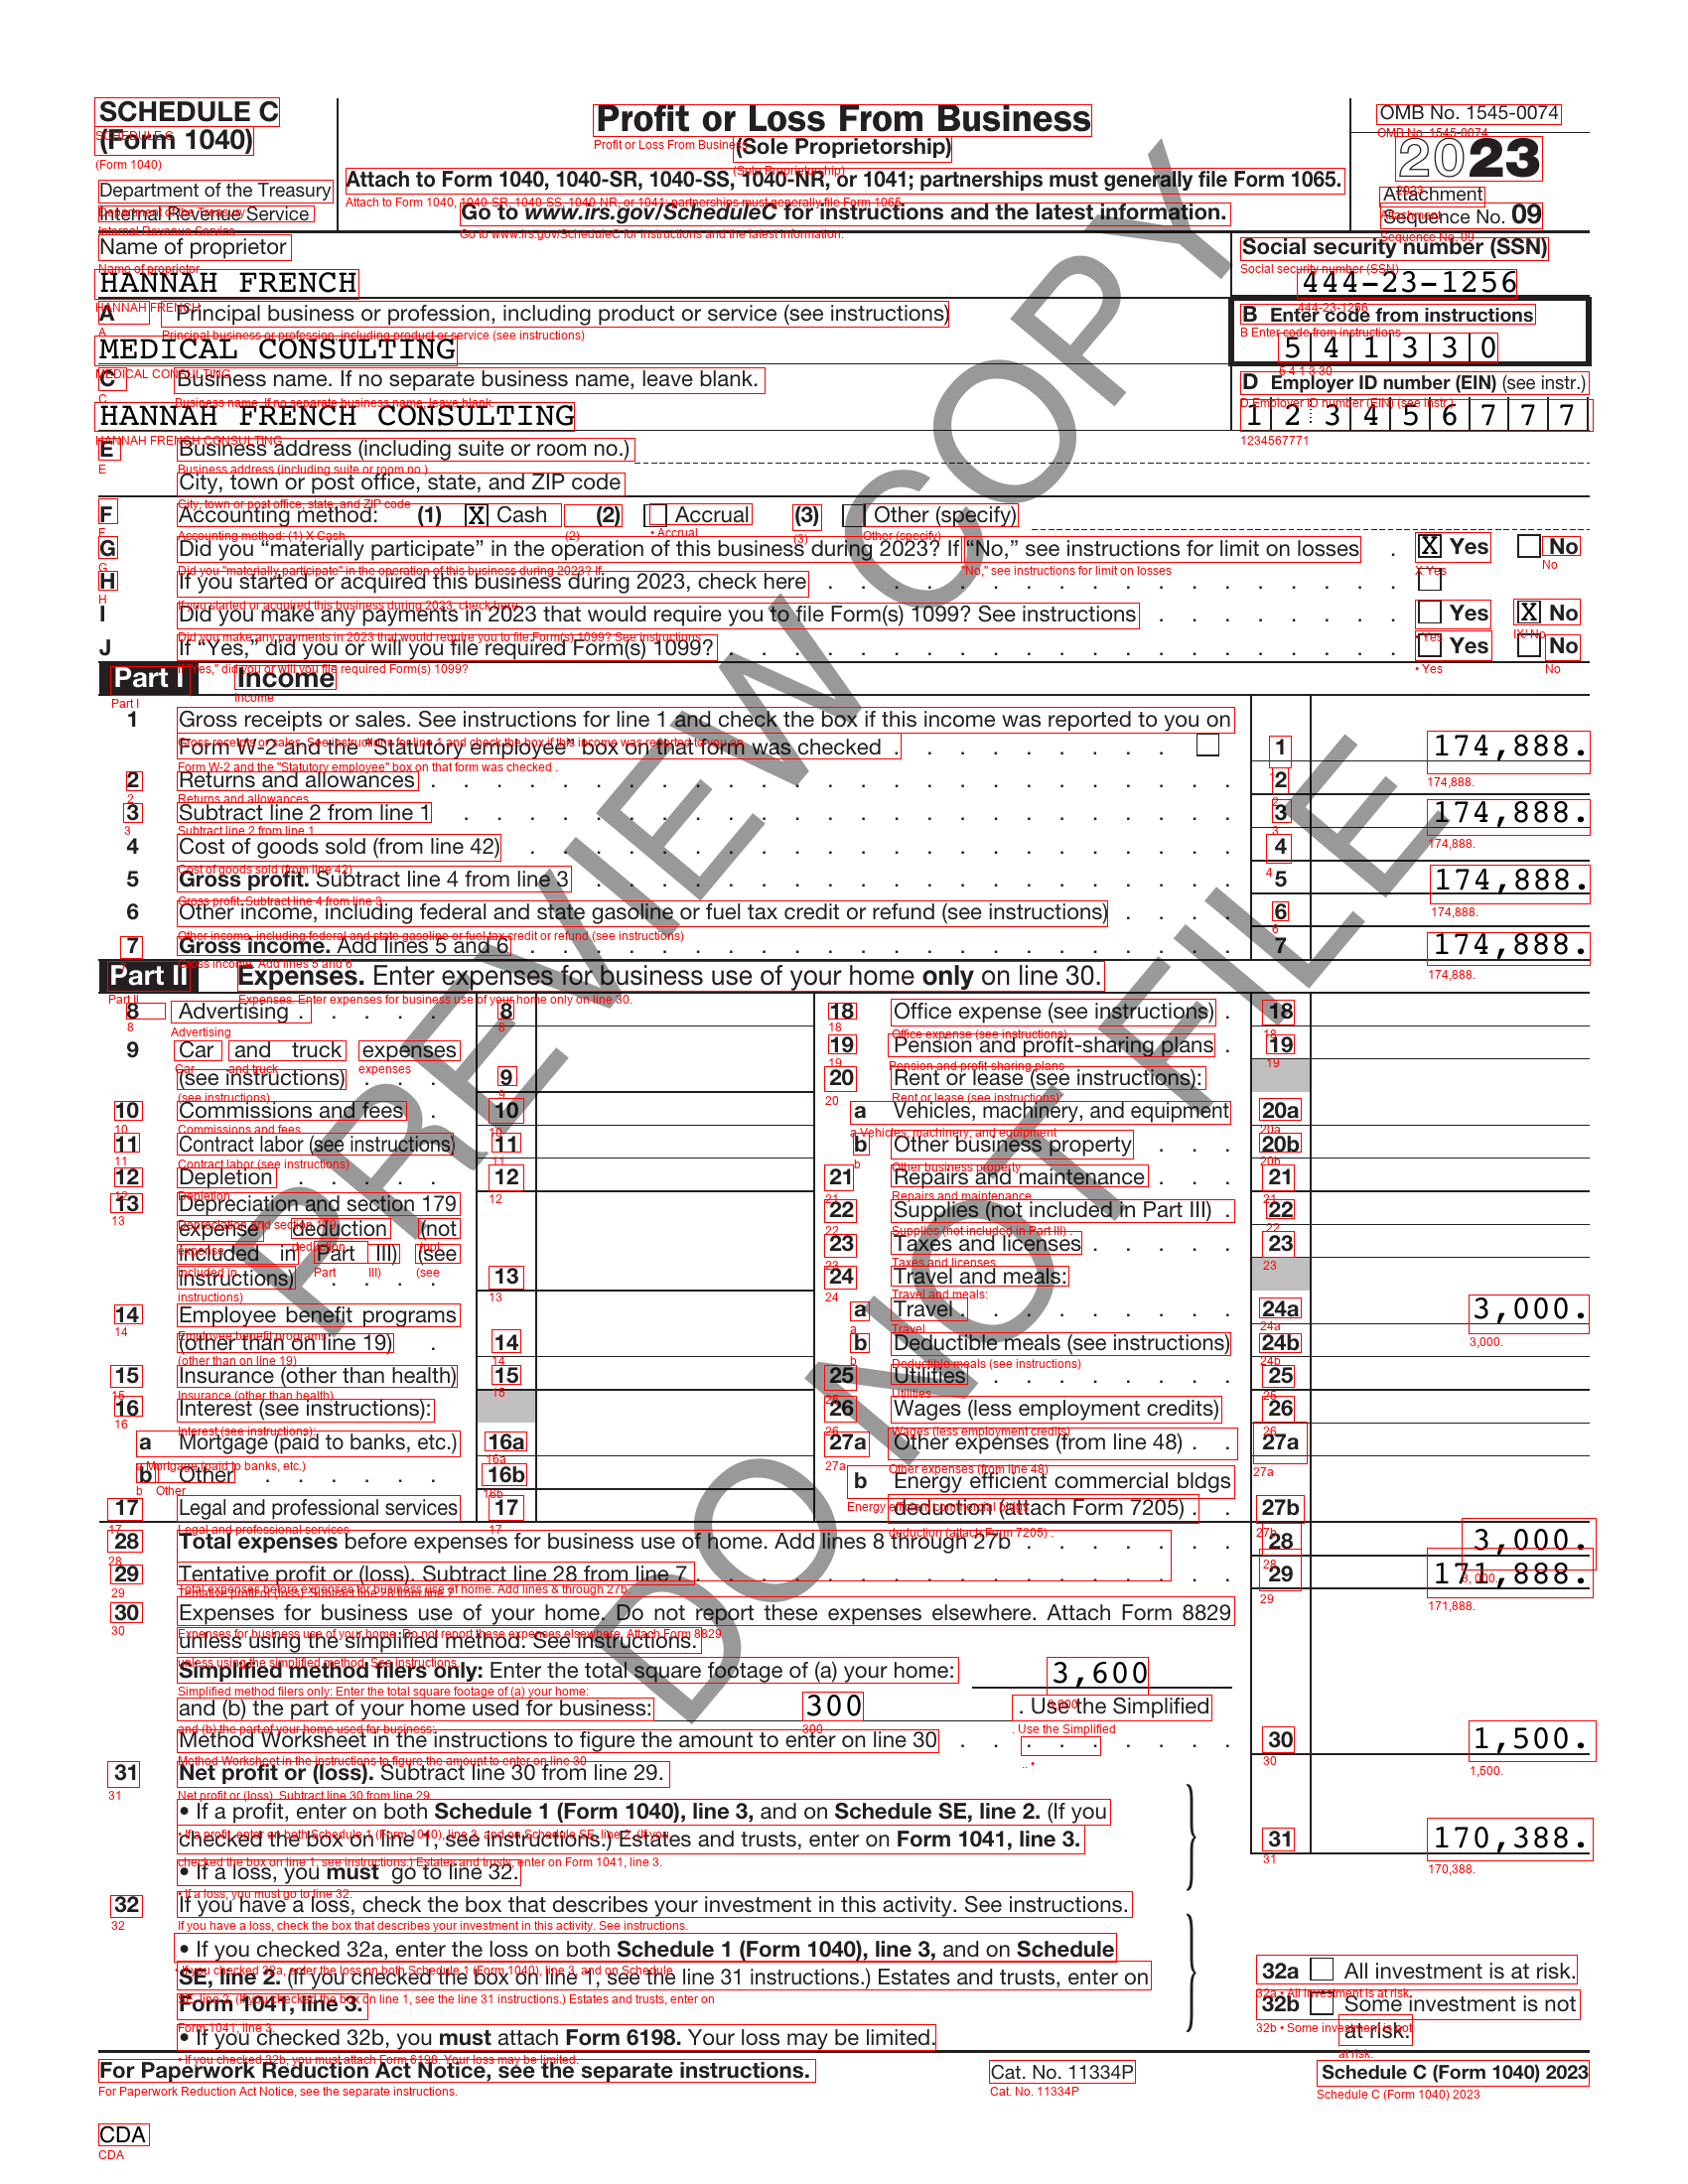 SCHEDULE C
(Form 1040)
Department of the Treasury
Internal Revenue Service
Profit or Loss From Business
(Sole Proprietorship)
Attach to Form 1040, 1040-SR, 1040-SS, 1040-NR, or 1041; partnerships must generally file Form 1065.
Go to www.irs.gov/ScheduleC for instructions and the latest information.
OMB No. 1545-0074
2023
Attachment
Sequence No. 09
Name of proprietor
HANNAH FRENCH
Social security number (SSN)
444-23-1256
A Principal business or profession, including product or service (see instructions)
MEDICAL CONSULTING
B Enter code from instructions
5 4 1 3 3 0
C Business name. If no separate business name, leave blank.
HANNAH FRENCH CONSULTING
D Employer ID number (EIN) (see instr.)
1 2 3 4 5 6 7 7 7
E Business address (including suite or room no.)
City, town or post office, state, and ZIP code
F Accounting method: (1) X Cash (2) Accrual (3) Other (specify)
G Did you “materially participate” in the operation of this business during 2023? If “No,” see instructions for limit on losses . X Yes No
H If you started or acquired this business during 2023, check here
I Did you make any payments in 2023 that would require you to file Form(s) 1099? See instructions Yes X No
J If “Yes,” did you or will you file required Form(s) 1099? Yes No
Part I Income
1 Gross receipts or sales. See instructions for line 1 and check the box if this income was reported to you on
Form W-2 and the “Statutory employee” box on that form was checked . 1 174,888.
2 Returns and allowances 2
3 Subtract line 2 from line 1 3 174,888.
4 Cost of goods sold (from line 42) 4
5 Gross profit. Subtract line 4 from line 3 5 174,888.
6 Other income, including federal and state gasoline or fuel tax credit or refund (see instructions) 6
7 Gross income. Add lines 5 and 6 7 174,888.
Part II Expenses. Enter expenses for business use of your home only on line 30.
8 Advertising 8
9 Car and truck expenses
(see instructions) 9
10 Commissions and fees 10
11 Contract labor (see instructions) 11
12 Depletion 12
13 Depreciation and section 179
expense deduction (not
included in Part III) (see
instructions) 13
14 Employee benefit programs
(other than on line 19) 14
15 Insurance (other than health) 15
16 Interest (see instructions):
a Mortgage (paid to banks, etc.) 16a
b Other 16b
17 Legal and professional services 17
18 Office expense (see instructions) . 18
19 Pension and profit-sharing plans . 19
20 Rent or lease (see instructions):
a Vehicles, machinery, and equipment 20a
b Other business property 20b
21 Repairs and maintenance 21
22 Supplies (not included in Part III) . 22
23 Taxes and licenses 23
24 Travel and meals:
a Travel 24a 3,000.
b Deductible meals (see instructions) 24b
25 Utilities 25
26 Wages (less employment credits) 26
27a Other expenses (from line 48) . . 27a
b Energy efficient commercial bldgs
deduction (attach Form 7205) . . 27b
28 Total expenses before expenses for business use of home. Add lines 8 through 27b 28 3,000.
29 Tentative profit or (loss). Subtract line 28 from line 7 29 171,888.
30 Expenses for business use of your home. Do not report these expenses elsewhere. Attach Form 8829
unless using the simplified method. See instructions.
Simplified method filers only: Enter the total square footage of (a) your home: 3,600
and (b) the part of your home used for business: 300 . Use the Simplified
Method Worksheet in the instructions to figure the amount to enter on line 30 30 1,500.
31 Net profit or (loss). Subtract line 30 from line 29.
• If a profit, enter on both Schedule 1 (Form 1040), line 3, and on Schedule SE, line 2. (If you
checked the box on line 1, see instructions.) Estates and trusts, enter on Form 1041, line 3.
• If a loss, you must go to line 32.
31 170,388.
32 If you have a loss, check the box that describes your investment in this activity. See instructions.
• If you checked 32a, enter the loss on both Schedule 1 (Form 1040), line 3, and on Schedule
SE, line 2. (If you checked the box on line 1, see the line 31 instructions.) Estates and trusts, enter on
Form 1041, line 3.
• If you checked 32b, you must attach Form 6198. Your loss may be limited.
32a All investment is at risk.
32b Some investment is not
at risk.
For Paperwork Reduction Act Notice, see the separate instructions.
Cat. No. 11334P
Schedule C (Form 1040) 2023
CDA
PREVIEW COPY
DO NOT FILE